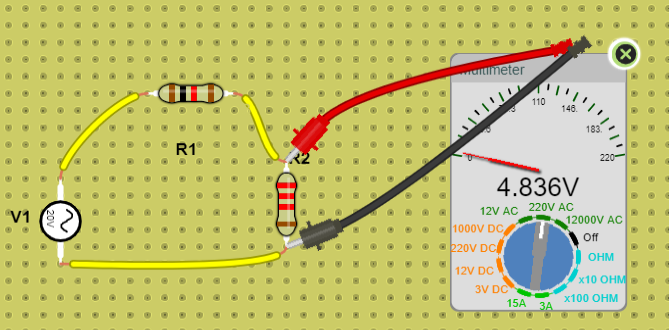 Multimeter
110
146.
183.
220
0
R1
R2
V1
20V
4.836V
12V AC
220V AC
12000V AC
1000V DC
Off
220V DC
OHM
12V DC
x10 OHM
3V DC
x100 OHM
15A
3A